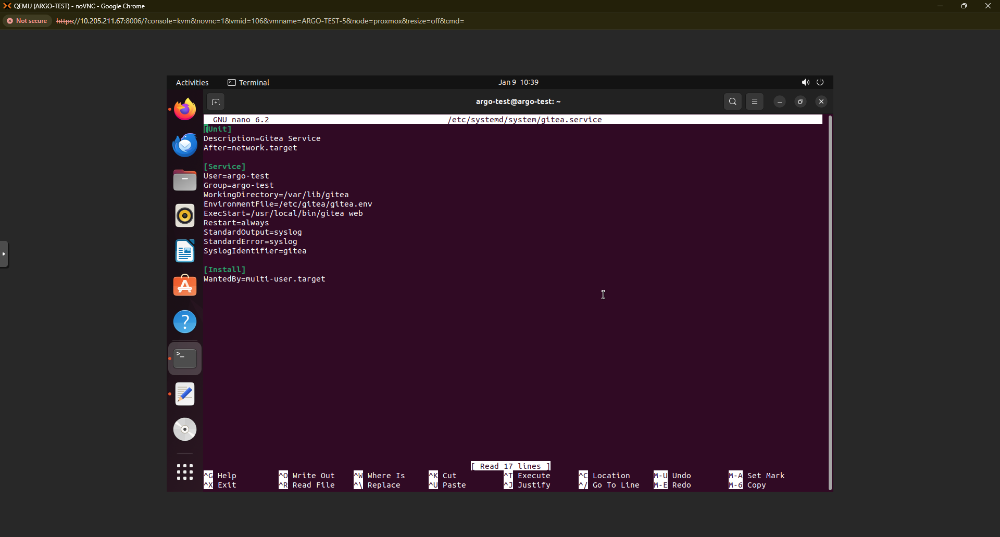 QEMU (ARGO-TEST) - noVNC - Google Chrome
Not secure https://10.205.211.67:8006/?console=kvm&novnc=1&vmid=106&vmname=ARGO-TEST-5&node=proxmox&resize=off&cmd=
Activities Terminal Jan 9 10:39
argo-test@argo-test: ~
GNU nano 6.2 /etc/systemd/system/gitea.service
[Unit]
Description=Gitea Service
After=network.target
[Service]
User=argo-test
Group=argo-test
WorkingDirectory=/var/lib/gitea
EnvironmentFile=/etc/gitea/gitea.env
ExecStart=/usr/local/bin/gitea web
Restart=always
StandardOutput=syslog
StandardError=syslog
SyslogIdentifier=gitea
[Install]
WantedBy=multi-user.target
[ Read 17 lines ]
^G Help ^O Write Out ^W Where Is ^K Cut ^T Execute ^C Location M-U Undo M-A Set Mark
^X Exit ^R Read File ^\ Replace ^U Paste ^J Justify ^/ Go To Line M-E Redo M-6 Copy